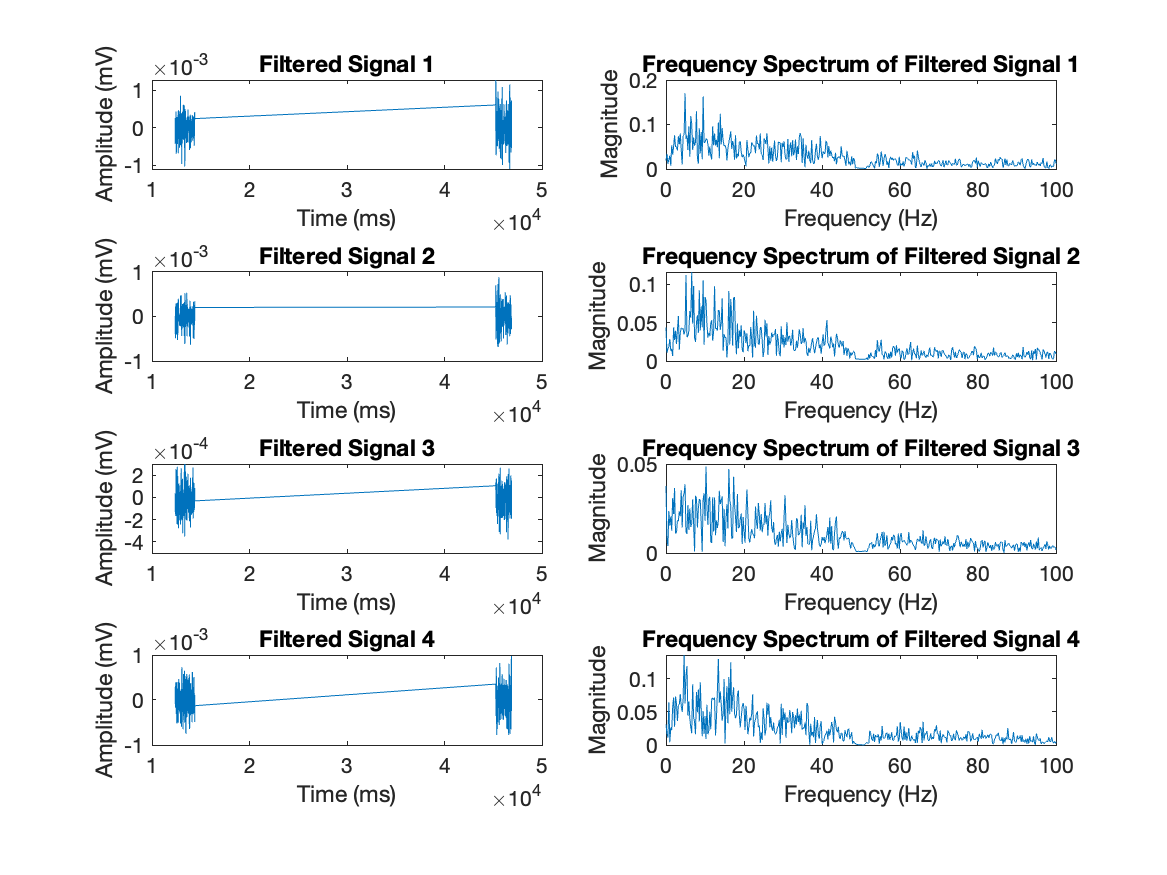 Filtered Signal 1
×10-3
Amplitude (mV)
1
0
-1
1 2 3 4 5
Time (ms)
×104
Frequency Spectrum of Filtered Signal 1
Magnitude
0.2
0.1
0
0 20 40 60 80 100
Frequency (Hz)
Filtered Signal 2
×10-3
Amplitude (mV)
1
0
-1
1 2 3 4 5
Time (ms)
×104
Frequency Spectrum of Filtered Signal 2
Magnitude
0.1
0.05
0
0 20 40 60 80 100
Frequency (Hz)
Filtered Signal 3
×10-4
Amplitude (mV)
2
0
-2
-4
1 2 3 4 5
Time (ms)
×104
Frequency Spectrum of Filtered Signal 3
Magnitude
0.05
0
0 20 40 60 80 100
Frequency (Hz)
Filtered Signal 4
×10-3
Amplitude (mV)
1
0
-1
1 2 3 4 5
Time (ms)
×104
Frequency Spectrum of Filtered Signal 4
Magnitude
0.1
0.05
0
0 20 40 60 80 100
Frequency (Hz)